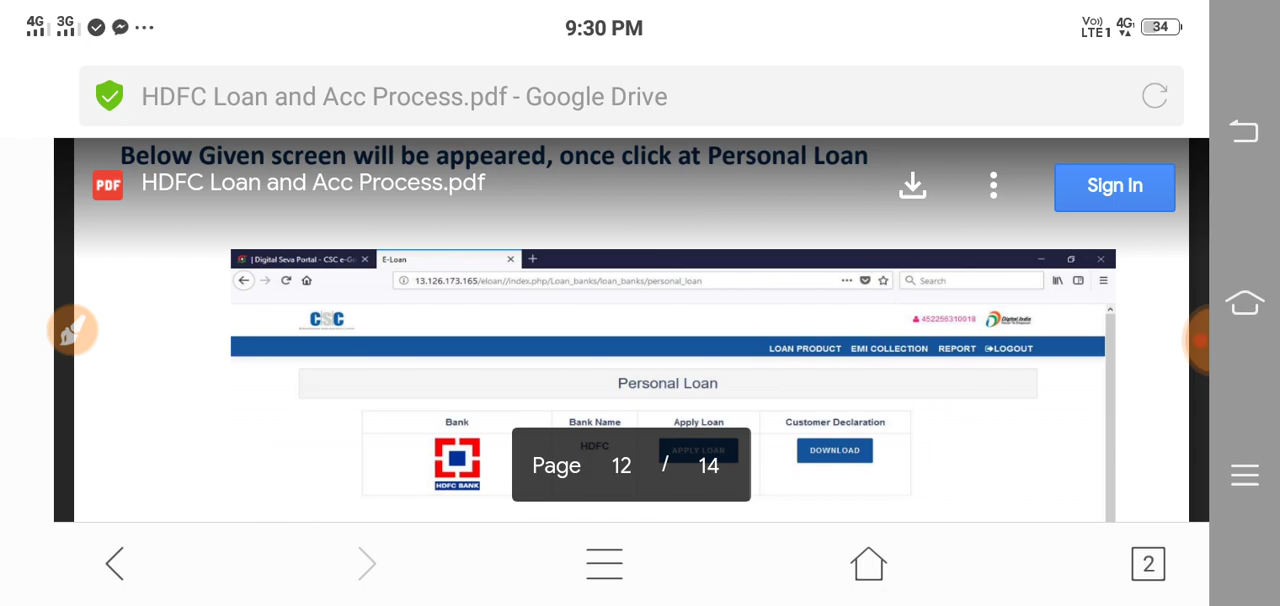 4G 3G ... 9:30 PM Vo)) LTE1 4G 34
HDFC Loan and Acc Process.pdf - Google Drive
Below Given screen will be appeared, once click at Personal Loan
PDF HDFC Loan and Acc Process.pdf Sign In
| Digital Seva Portal - CSC e-G E-Loan
13.126.173.165/eloan//index.php/Loan_banks/loan_banks/personal_loan Search
CSC 452256310018 Digital India
LOAN PRODUCT EMI COLLECTION REPORT LOGOUT
Personal Loan
Bank Bank Name Apply Loan Customer Declaration
HDFC APPLY LOAN DOWNLOAD
Page 12 / 14
HDFC BANK
2